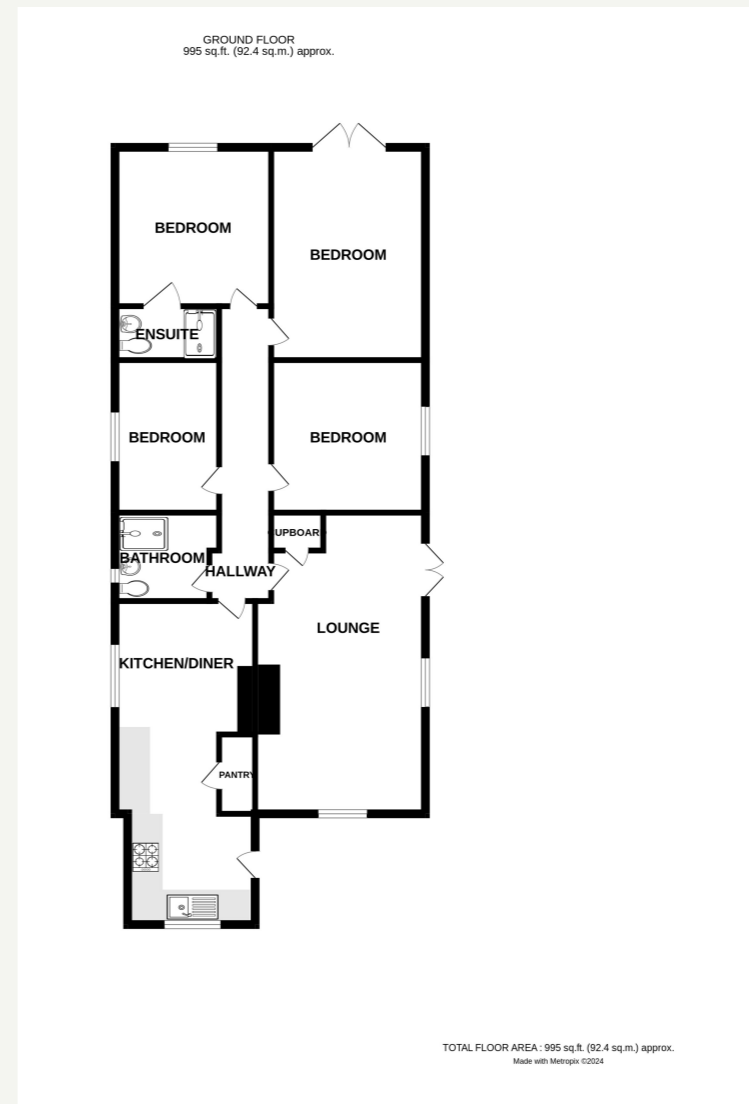 GROUND FLOOR
995 sq.ft. (92.4 sq.m.) approx.
BEDROOM
BEDROOM
ENSUITE
BEDROOM
BEDROOM
UPBOAR
BATHROOM
HALLWAY
LOUNGE
KITCHEN/DINER
PANTRY
TOTAL FLOOR AREA : 995 sq.ft. (92.4 sq.m.) approx.
Made with Metropix ©2024